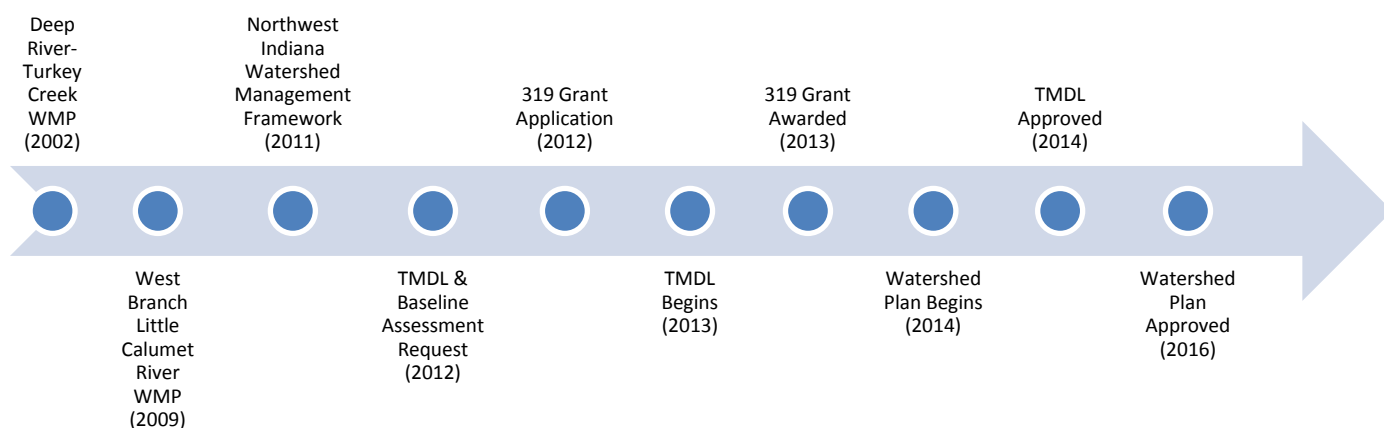 Deep
River-
Turkey
Creek
WMP
(2002)
West
Branch
Little
Calumet
River
WMP
(2009)
Northwest
Indiana
Watershed
Management
Framework
(2011)
TMDL &
Baseline
Assessment
Request
(2012)
319 Grant
Application
(2012)
TMDL
Begins
(2013)
319 Grant
Awarded
(2013)
Watershed
Plan Begins
(2014)
TMDL
Approved
(2014)
Watershed
Plan
Approved
(2016)